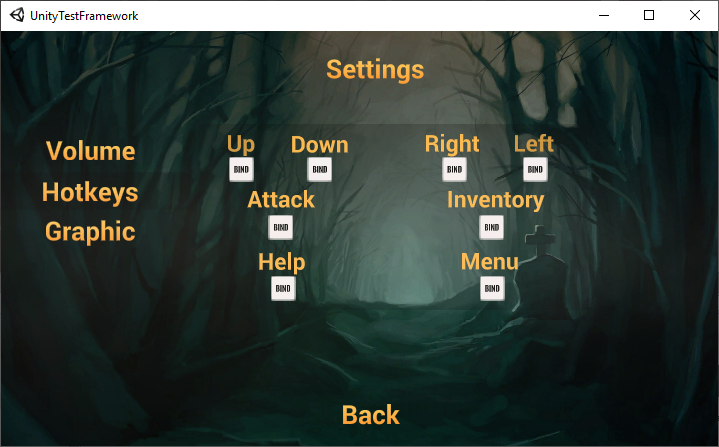 UnityTestFramework
Settings
Volume
Hotkeys
Graphic
Up Down Right Left
BIND BIND BIND BIND
Attack Inventory
BIND BIND
Help Menu
BIND BIND
Back